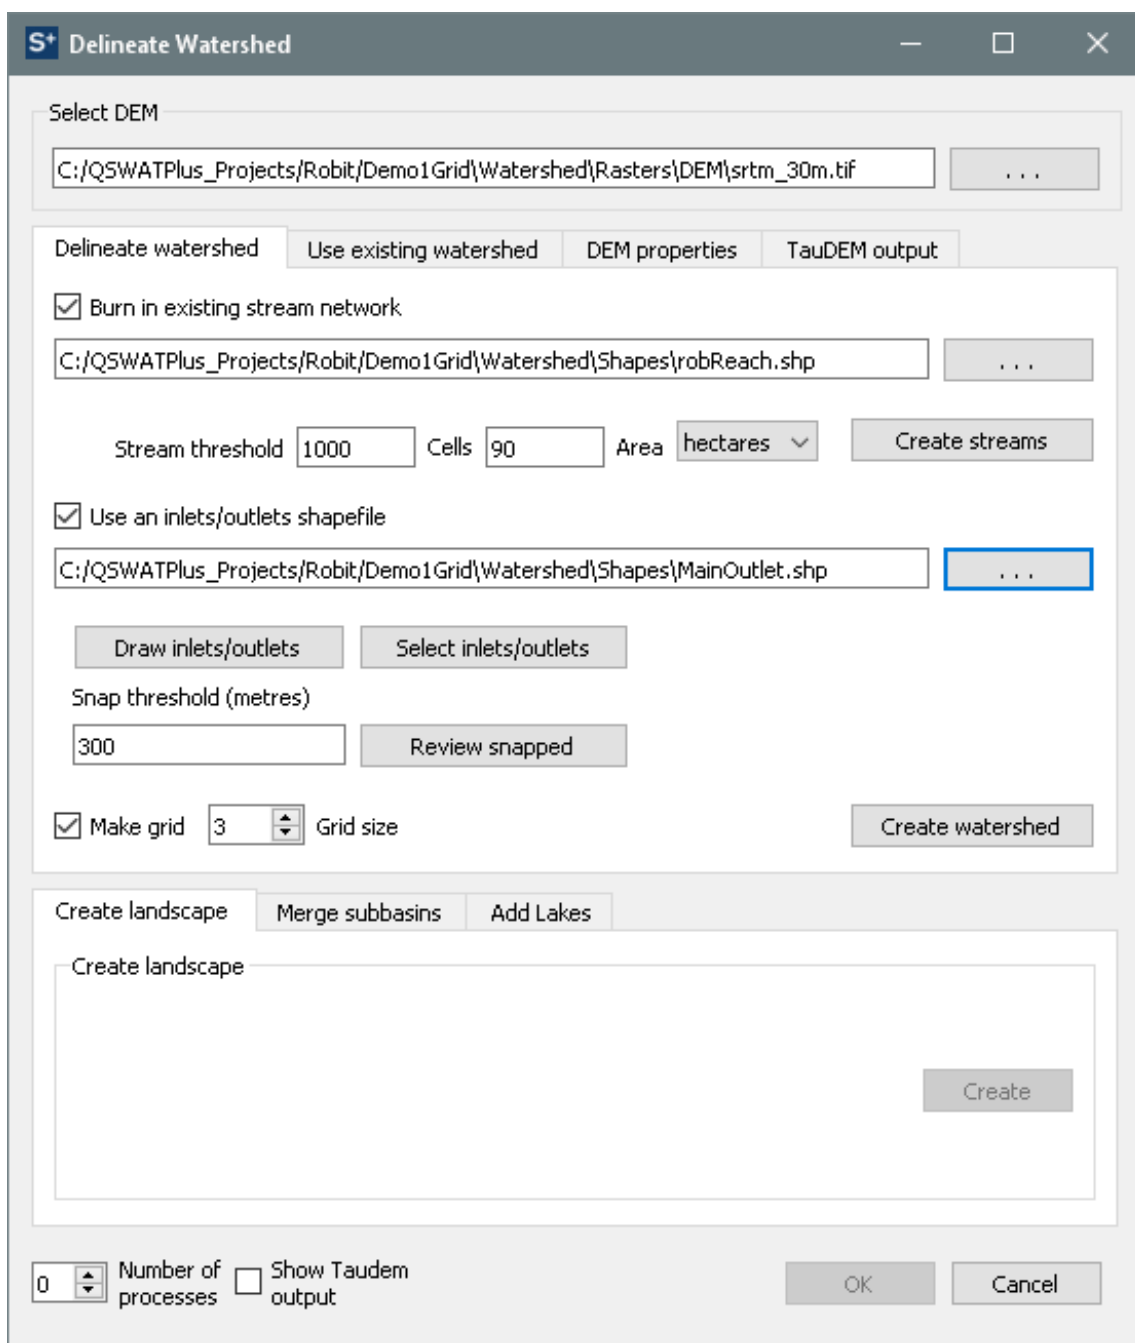 S+ Delineate Watershed
Select DEM
C:/QSWATPlus_Projects/Robit/Demo1Grid\Watershed\Rasters\DEM\srtm_30m.tif
...
Delineate watershed Use existing watershed DEM properties TauDEM output
Burn in existing stream network
C:/QSWATPlus_Projects/Robit/Demo1Grid\Watershed\Shapes\robReach.shp
...
Stream threshold 1000 Cells 90 Area hectares Create streams
Use an inlets/outlets shapefile
C:/QSWATPlus_Projects/Robit/Demo1Grid\Watershed\Shapes\MainOutlet.shp
...
Draw inlets/outlets Select inlets/outlets
Snap threshold (metres)
300 Review snapped
Make grid 3 Grid size Create watershed
Create landscape Merge subbasins Add Lakes
Create landscape
Create
0 Number of processes Show Taudem output OK Cancel